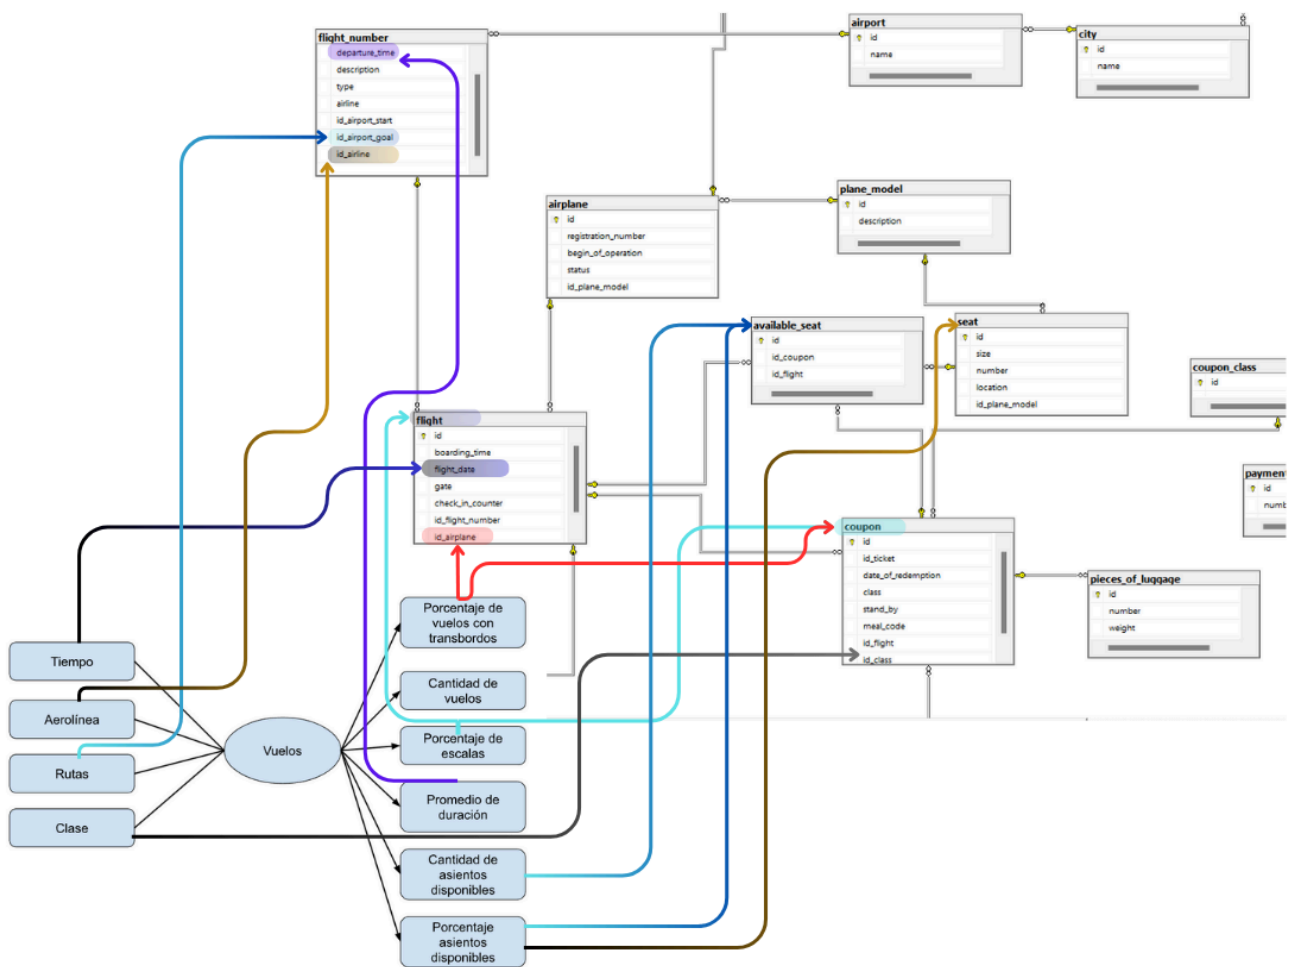 flight_number
departure_time
description
type
airline
id_airport_start
id_airport_goal
id_airline
airport
id
name
city
id
name
airplane
id
registration_number
begin_of_operation
status
id_plane_model
plane_model
id
description
available_seat
id
id_coupon
id_flight
seat
id
size
number
location
id_plane_model
coupon_class
id
flight
id
boarding_time
flight_date
gate
check_in_counter
id_flight_number
id_airplane
payment
id
numb
coupon
id
id_ticket
date_of_redemption
class
stand_by
meal_code
id_flight
id_class
pieces_of_luggage
id
number
weight
Tiempo
Aerolínea
Rutas
Clase
Vuelos
Porcentaje de
vuelos con
transbordos
Cantidad de
vuelos
Porcentaje de
escalas
Promedio de
duración
Cantidad de
asientos
disponibles
Porcentaje
asientos
disponibles